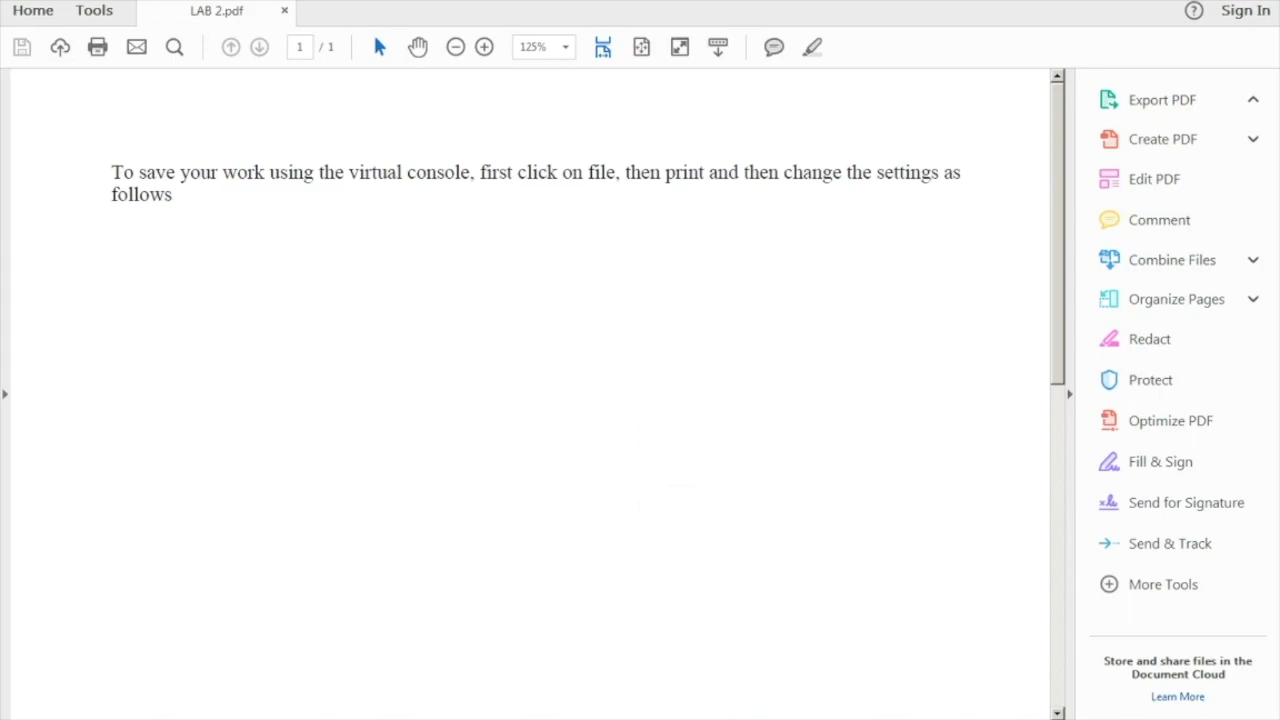 Home Tools LAB 2.pdf × ? Sign In
1 / 1 125%
To save your work using the virtual console, first click on file, then print and then change the settings as
follows
Export PDF
Create PDF
Edit PDF
Comment
Combine Files
Organize Pages
Redact
Protect
Optimize PDF
Fill & Sign
Send for Signature
Send & Track
More Tools
Store and share files in the
Document Cloud
Learn More